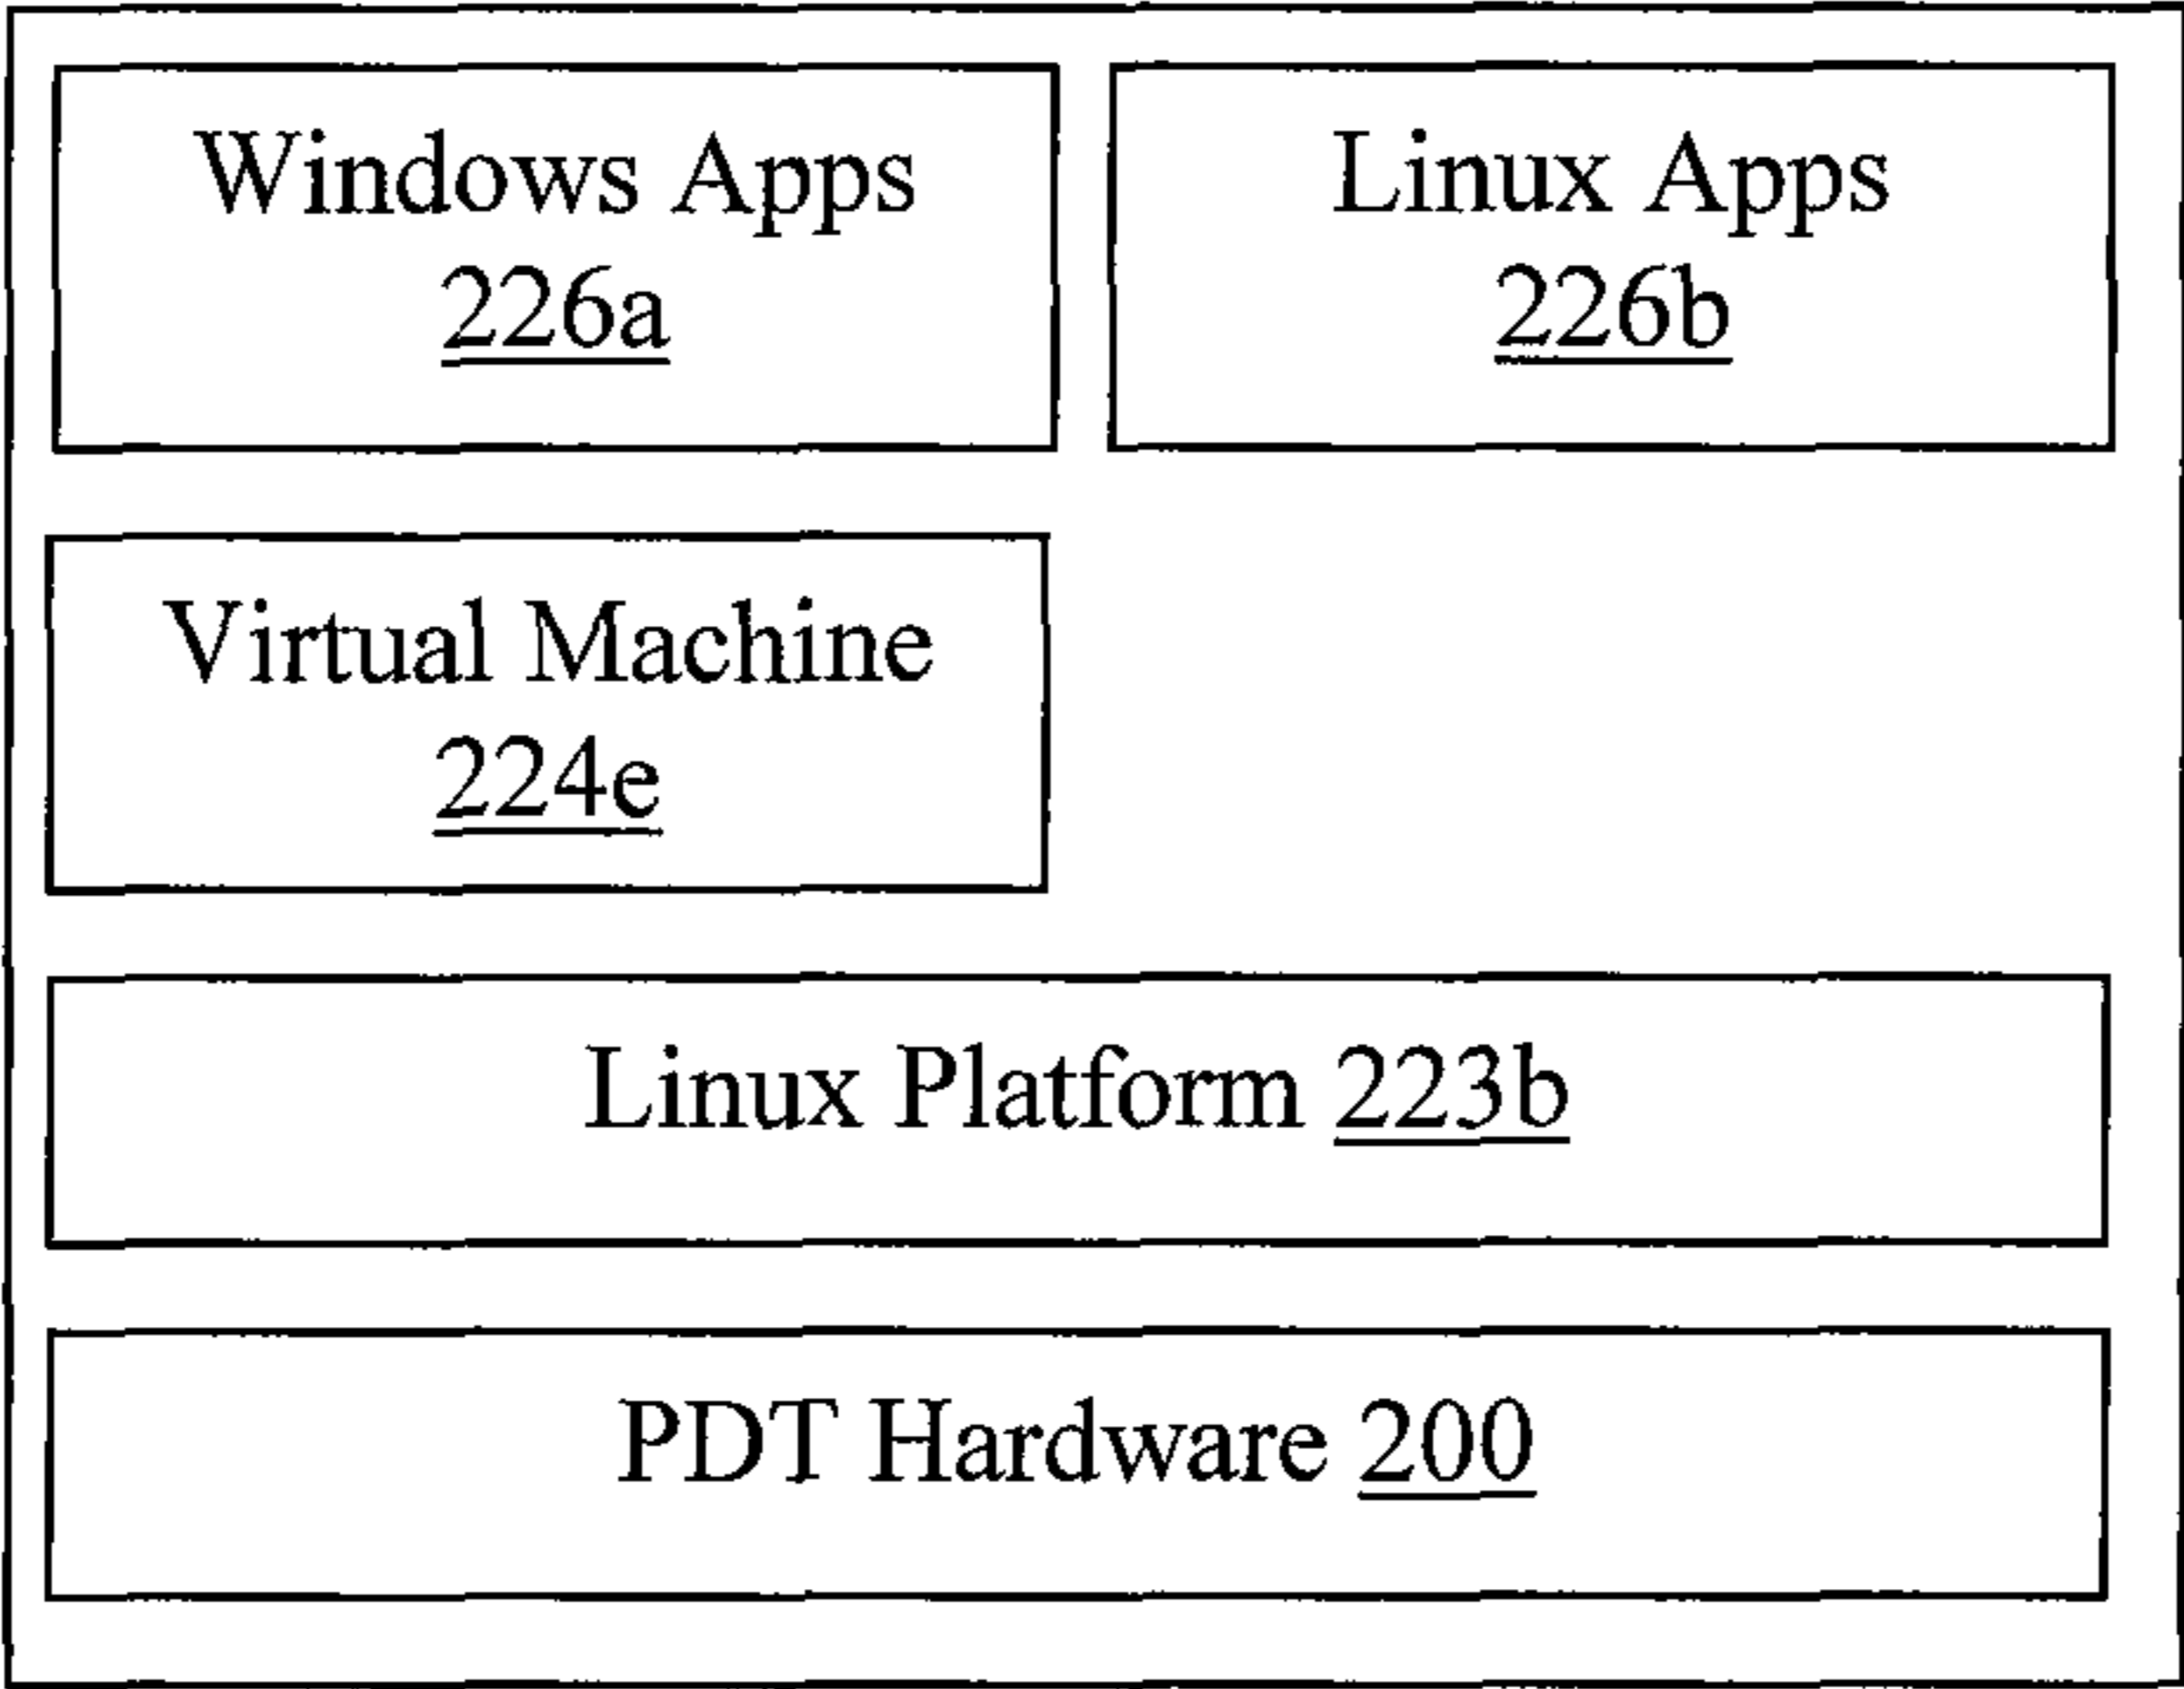 Windows Apps
226a
Linux Apps
226b
Virtual Machine
224e
Linux Platform 223b
PDT Hardware 200